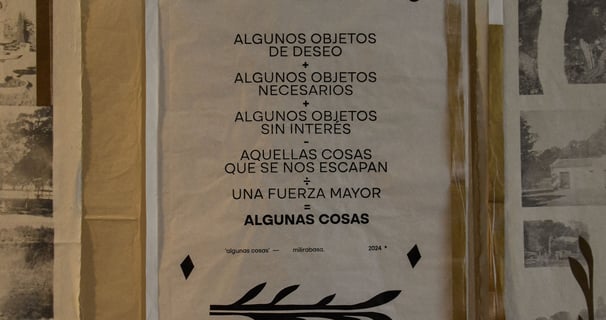 ALGUNOS OBJETOS
DE DESEO
+
ALGUNOS OBJETOS
NECESARIOS
+
ALGUNOS OBJETOS
SIN INTERÉS
-
AQUELLAS COSAS
QUE SE NOS ESCAPAN
÷
UNA FUERZA MAYOR
=
ALGUNAS COSAS
'algunas cosas' — milirabasa. 2024 *